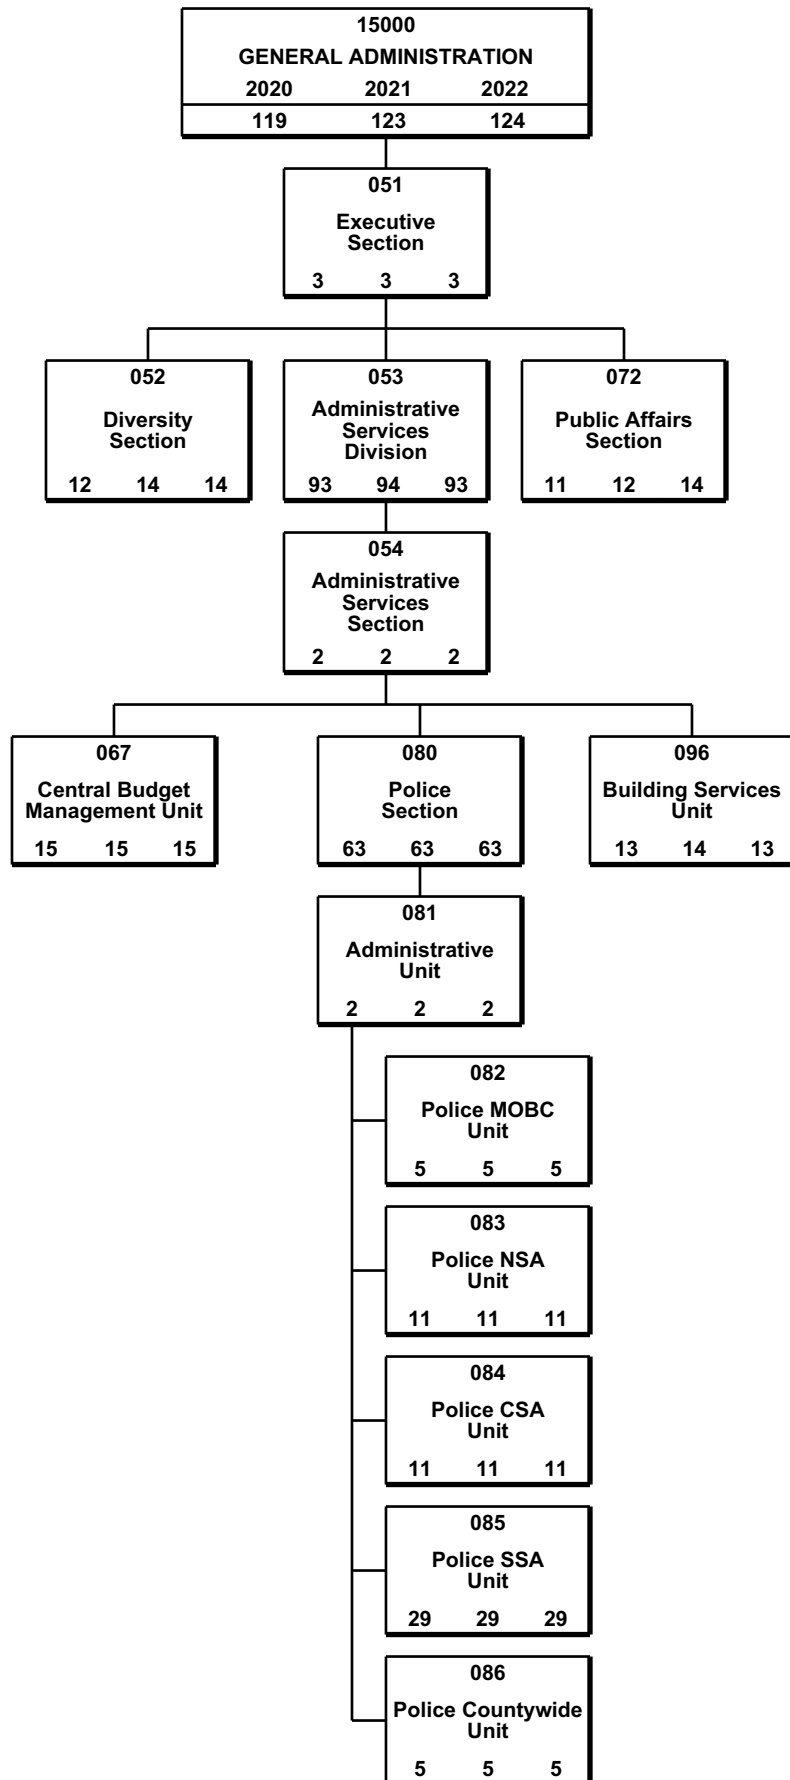 15000
GENERAL ADMINISTRATION
2020 2021 2022
119 123 124
051
Executive
Section
3 3 3
052
Diversity
Section
12 14 14
053
Administrative
Services
Division
93 94 93
072
Public Affairs
Section
11 12 14
054
Administrative
Services
Section
2 2 2
067
Central Budget
Management Unit
15 15 15
080
Police
Section
63 63 63
096
Building Services
Unit
13 14 13
081
Administrative
Unit
2 2 2
082
Police MOBC
Unit
5 5 5
083
Police NSA
Unit
11 11 11
084
Police CSA
Unit
11 11 11
085
Police SSA
Unit
29 29 29
086
Police Countywide
Unit
5 5 5